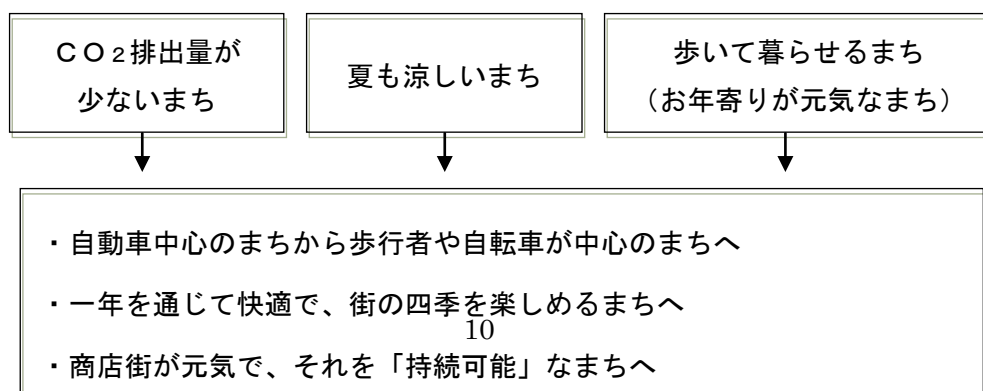 ＣＯ₂排出量が
少ないまち
夏も涼しいまち
歩いて暮らせるまち
（お年寄りが元気なまち）
・自動車中心のまちから歩行者や自転車が中心のまちへ
・一年を通じて快適で、街の四季を楽しめるまちへ
10
・商店街が元気で、それを「持続可能」なまちへ